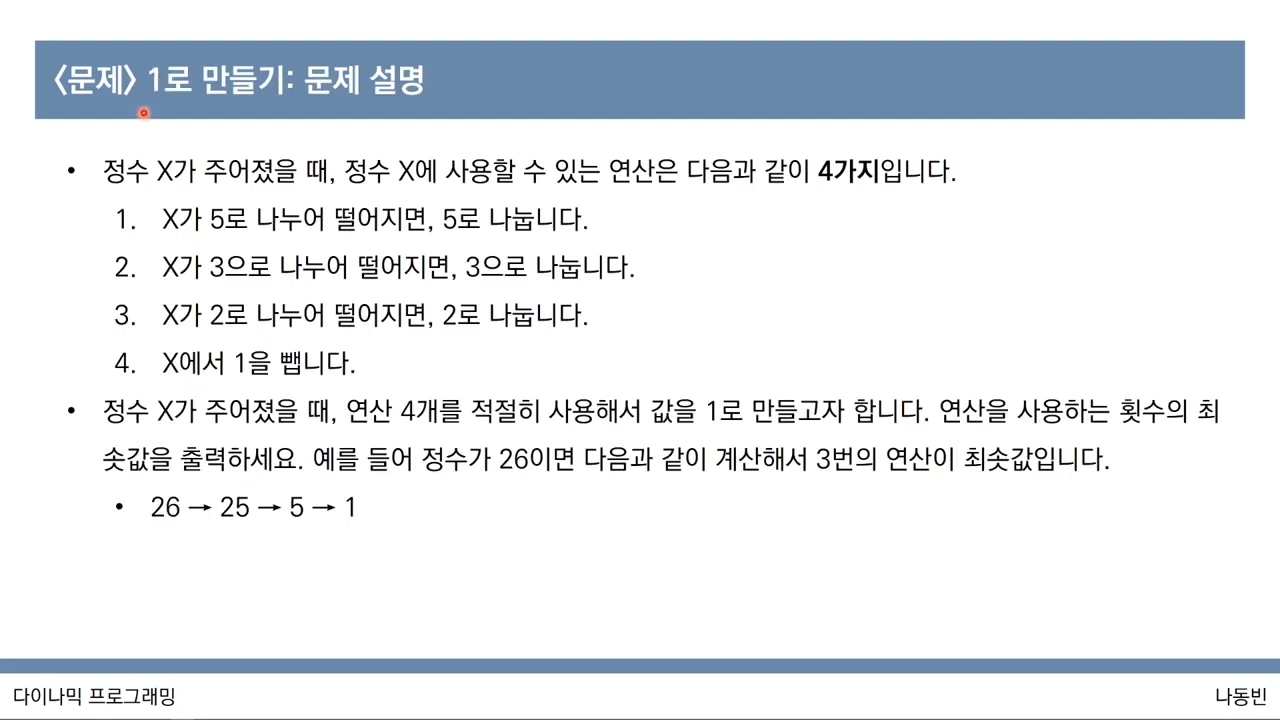 〈문제〉 1로 만들기: 문제 설명
• 정수 X가 주어졌을 때, 정수 X에 사용할 수 있는 연산은 다음과 같이 4가지입니다.
1. X가 5로 나누어 떨어지면, 5로 나눕니다.
2. X가 3으로 나누어 떨어지면, 3으로 나눕니다.
3. X가 2로 나누어 떨어지면, 2로 나눕니다.
4. X에서 1을 뺍니다.
• 정수 X가 주어졌을 때, 연산 4개를 적절히 사용해서 값을 1로 만들고자 합니다. 연산을 사용하는 횟수의 최
솟값을 출력하세요. 예를 들어 정수가 26이면 다음과 같이 계산해서 3번의 연산이 최솟값입니다.
• 26 → 25 → 5 → 1
다이나믹 프로그래밍
나동빈